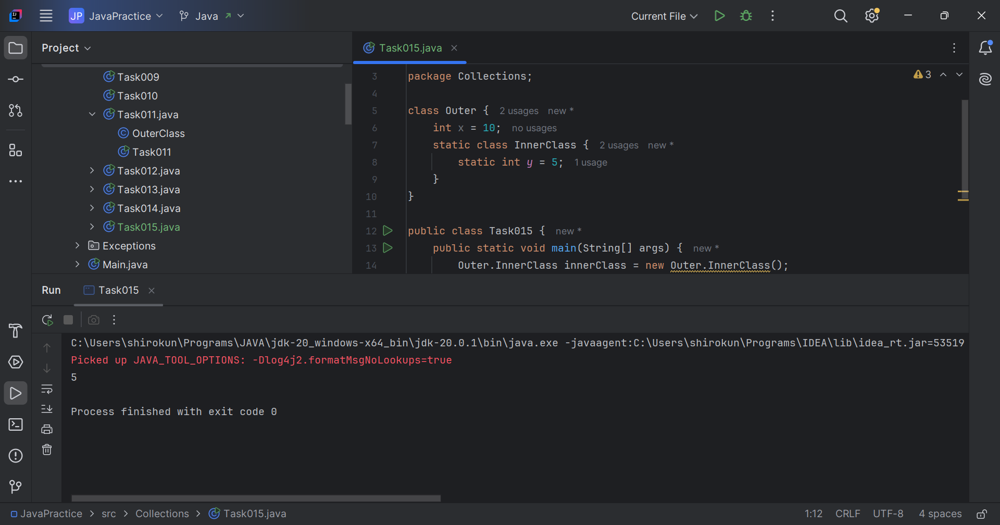 JP JavaPractice Java Current File
Project
Task009
Task010
Task011.java
OuterClass
Task011
Task012.java
Task013.java
Task014.java
Task015.java
Exceptions
Main.java
Task015.java
3 package Collections; 3
4
5 class Outer { 2 usages new *
6 int x = 10; no usages
7 static class InnerClass { 2 usages new *
8 static int y = 5; 1 usage
9 }
10 }
11
12 public class Task015 { new *
13 public static void main(String[] args) { new *
14 Outer.InnerClass innerClass = new Outer.InnerClass();
Run Task015
C:\Users\shirokun\Programs\JAVA\jdk-20_windows-x64_bin\jdk-20.0.1\bin\java.exe -javaagent:C:\Users\shirokun\Programs\IDEA\lib\idea_rt.jar=53519
Picked up JAVA_TOOL_OPTIONS: -Dlog4j2.formatMsgNoLookups=true
5
Process finished with exit code 0
JavaPractice > src > Collections > Task015.java 1:12 CRLF UTF-8 4 spaces